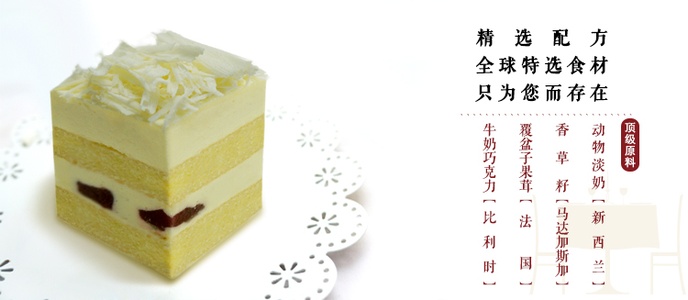 精选配方
全球特选食材
只为您而存在
顶级原料
动物淡奶【新西兰】
香草籽【马达加斯加】
覆盆子果茸【法国】
牛奶巧克力【比利时】